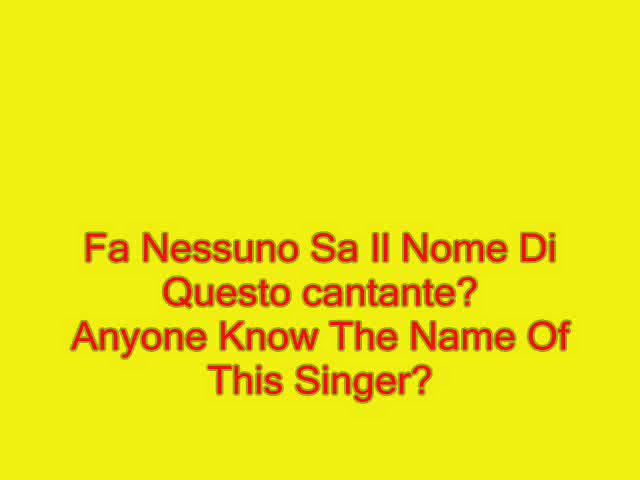 Fa Nessuno Sa Il Nome Di
Questo cantante?
Anyone Know The Name Of
This Singer?